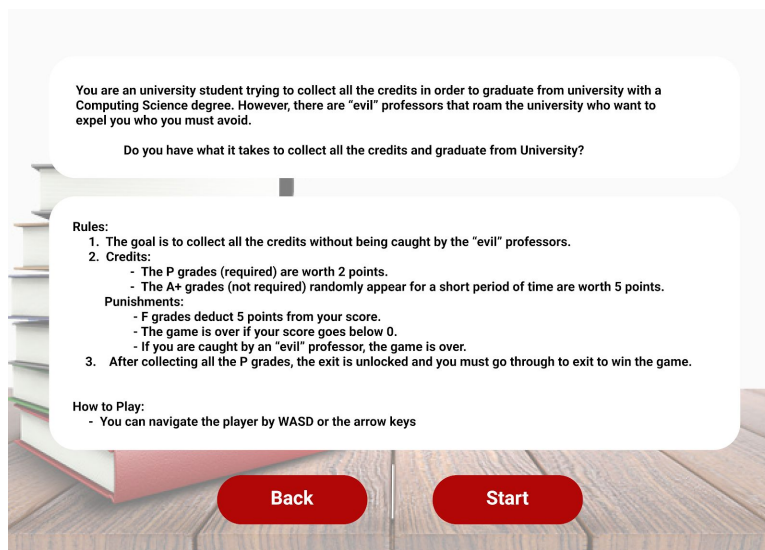 You are an university student trying to collect all the credits in order to graduate from university with a
Computing Science degree. However, there are “evil” professors that roam the university who want to
expel you who you must avoid.
Do you have what it takes to collect all the credits and graduate from University?
Rules:
1. The goal is to collect all the credits without being caught by the “evil” professors.
2. Credits:
- The P grades (required) are worth 2 points.
- The A+ grades (not required) randomly appear for a short period of time are worth 5 points.
Punishments:
- F grades deduct 5 points from your score.
- The game is over if your score goes below 0.
- If you are caught by an “evil” professor, the game is over.
3. After collecting all the P grades, the exit is unlocked and you must go through to exit to win the game.
How to Play:
- You can navigate the player by WASD or the arrow keys
Back
Start